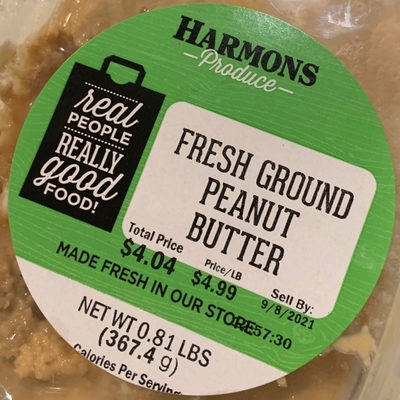 HARMONS
Produce
real
PEOPLE
REALLY
good
FOOD!
FRESH GROUND
PEANUT
BUTTER
Total Price
$4.04
Price/LB
$4.99
Sell By:
9/8/2021
MADE FRESH IN OUR STORE
57:30
NET WT 0.81 LBS
(367.4 g)
Calories Per Serving